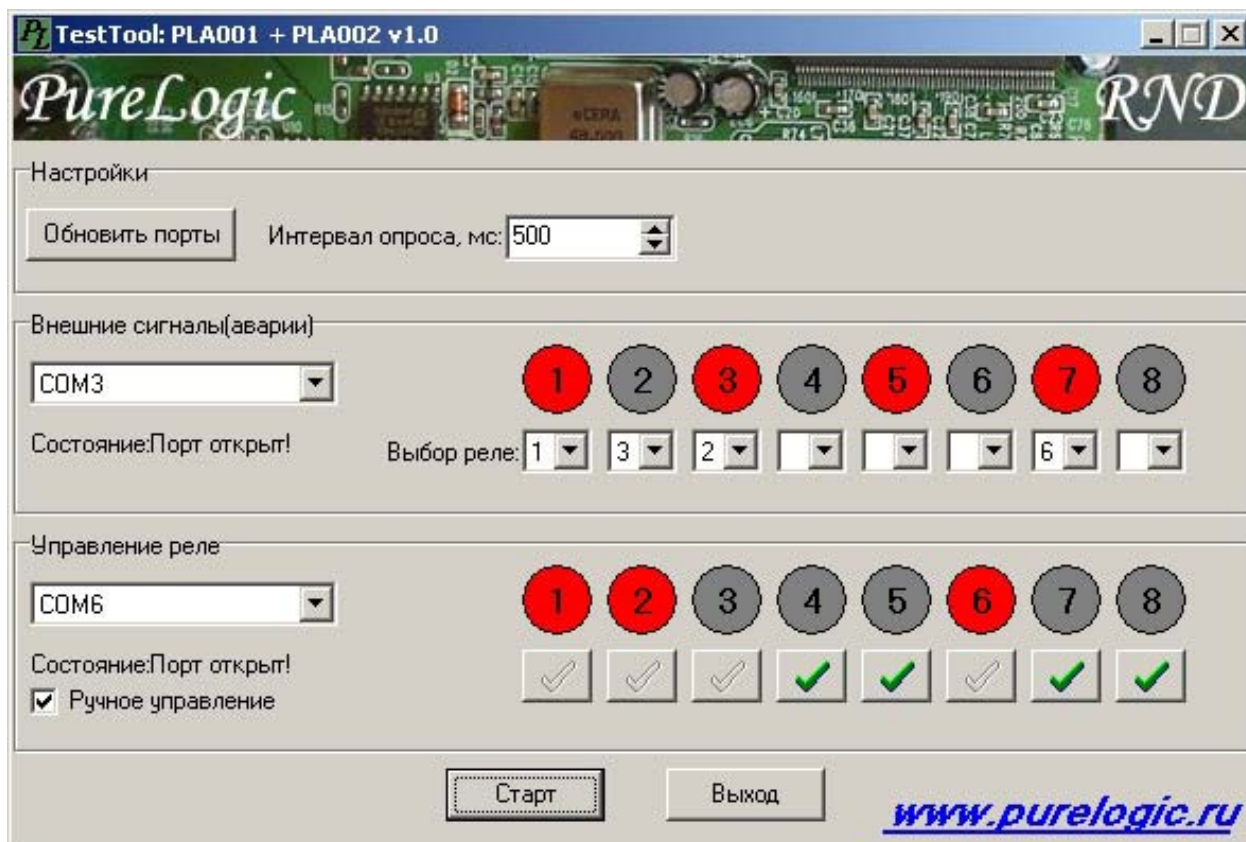 TestTool: PLA001 + PLA002 v1.0
PureLogic RND
eCERA
Настройки
Обновить порты Интервал опроса, мс: 500
Внешние сигналы(аварии)
COM3 1 2 3 4 5 6 7 8
Состояние:Порт открыт! Выбор реле: 1 3 2 6
Управление реле
COM6 1 2 3 4 5 6 7 8
Состояние:Порт открыт!
Ручное управление
Старт Выход
www.purelogic.ru